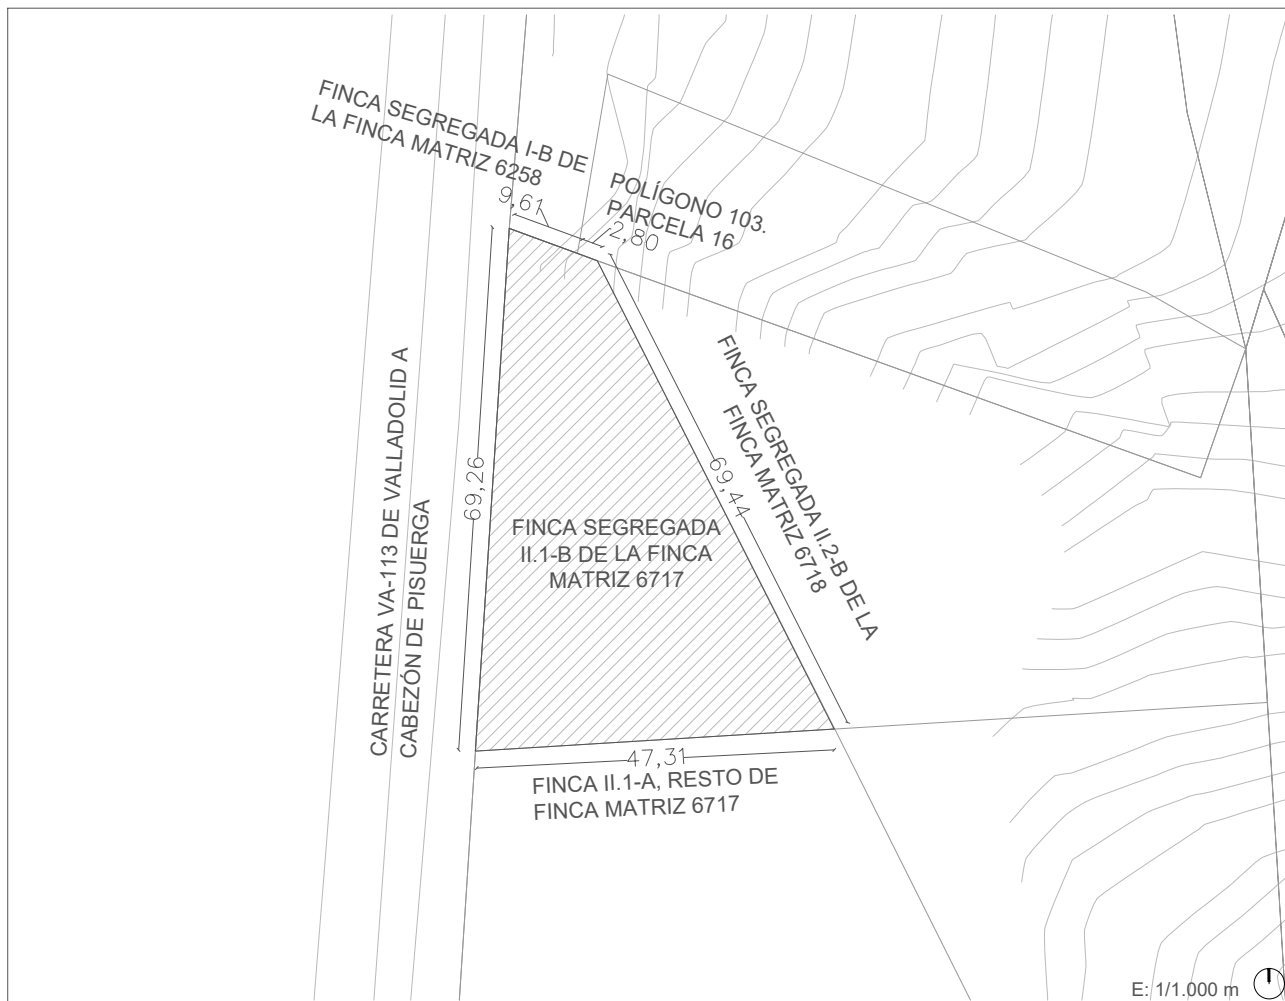 FINCA SEGREGADA I-B DE
LA FINCA MATRIZ 6258
9,61
POLÍGONO 103.
PARCELA 16
2,80
CARRETERA VA-113 DE VALLADOLID A
CABEZÓN DE PISUERGA
69,26
FINCA SEGREGADA
II.1-B DE LA FINCA
MATRIZ 6717
69,44
FINCA SEGREGADA II.2-B DE LA
FINCA MATRIZ 6718
47,31
FINCA II.1-A, RESTO DE
FINCA MATRIZ 6717
E: 1/1.000 m